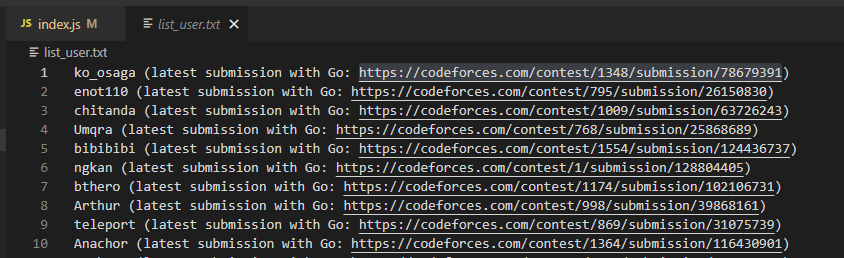 JS index.js M list_user.txt ×
list_user.txt
1 ko_osaga (latest submission with Go: https://codeforces.com/contest/1348/submission/78679391)
2 enot110 (latest submission with Go: https://codeforces.com/contest/795/submission/26150830)
3 chitanda (latest submission with Go: https://codeforces.com/contest/1009/submission/63726243)
4 Umqra (latest submission with Go: https://codeforces.com/contest/768/submission/25868689)
5 bibibibi (latest submission with Go: https://codeforces.com/contest/1554/submission/124436737)
6 ngkan (latest submission with Go: https://codeforces.com/contest/1/submission/128804405)
7 bthero (latest submission with Go: https://codeforces.com/contest/1174/submission/102106731)
8 Arthur (latest submission with Go: https://codeforces.com/contest/998/submission/39868161)
9 teleport (latest submission with Go: https://codeforces.com/contest/869/submission/31075739)
10 Anachor (latest submission with Go: https://codeforces.com/contest/1364/submission/116430901)